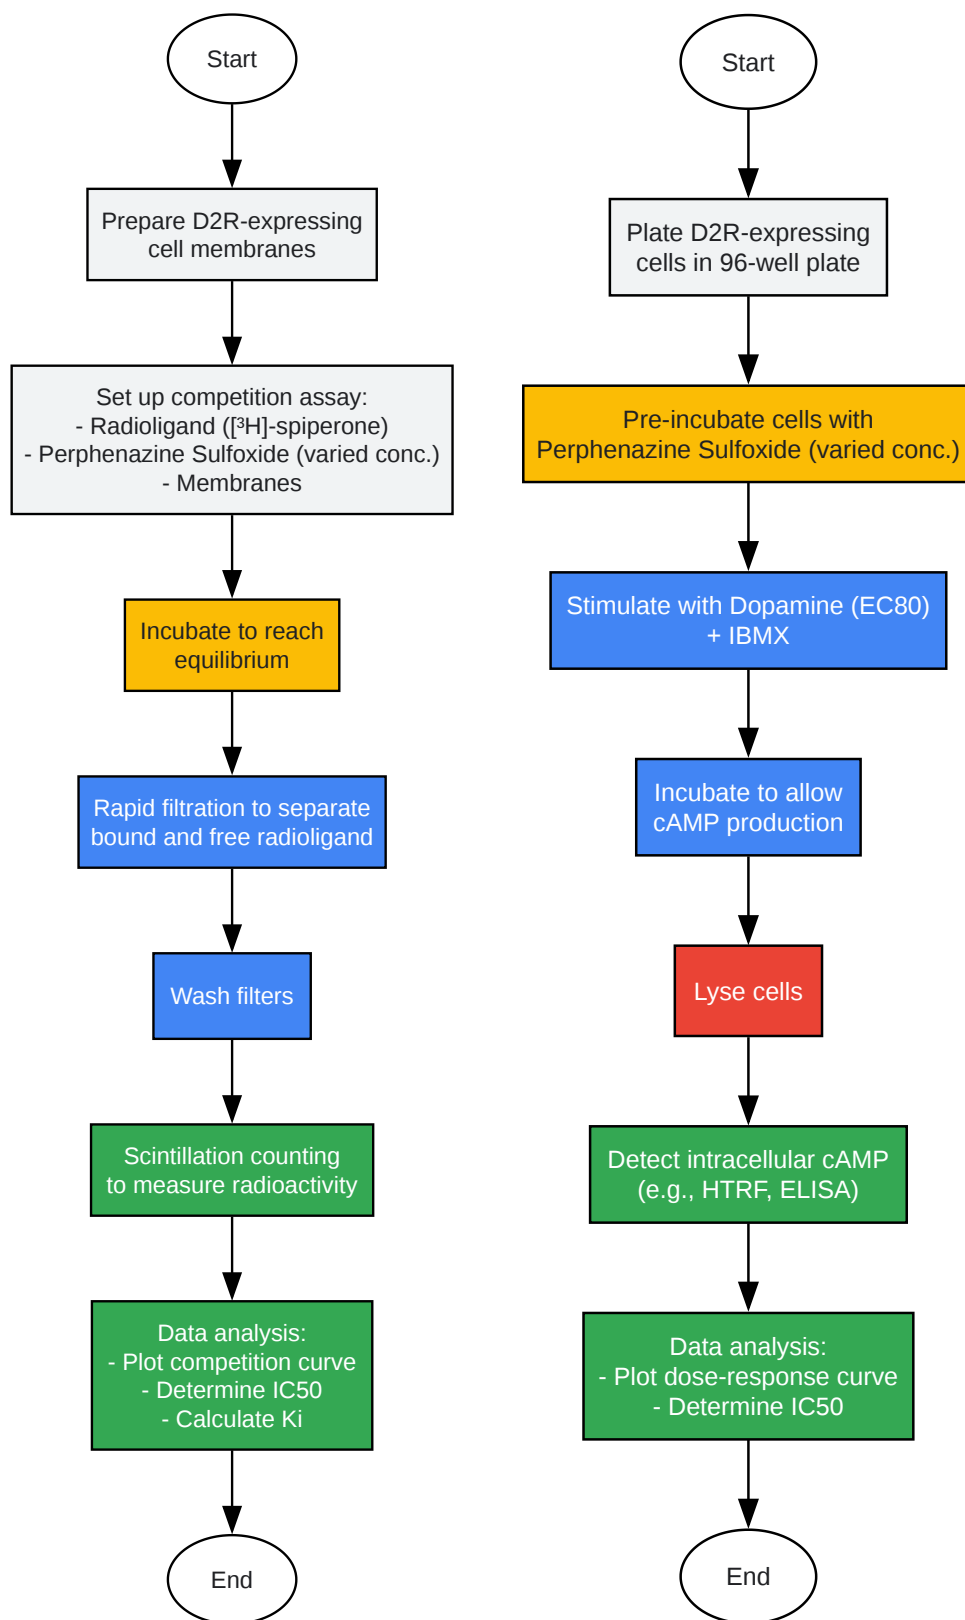 Start
Prepare D2R-expressing
cell membranes
Set up competition assay:
- Radioligand ([³H]-spiperone)
- Perphenazine Sulfoxide (varied conc.)
- Membranes
Incubate to reach
equilibrium
Rapid filtration to separate
bound and free radioligand
Wash filters
Scintillation counting
to measure radioactivity
Data analysis:
- Plot competition curve
- Determine IC50
- Calculate Ki
End
Start
Plate D2R-expressing
cells in 96-well plate
Pre-incubate cells with
Perphenazine Sulfoxide (varied conc.)
Stimulate with Dopamine (EC80)
+ IBMX
Incubate to allow
cAMP production
Lyse cells
Detect intracellular cAMP
(e.g., HTRF, ELISA)
Data analysis:
- Plot dose-response curve
- Determine IC50
End